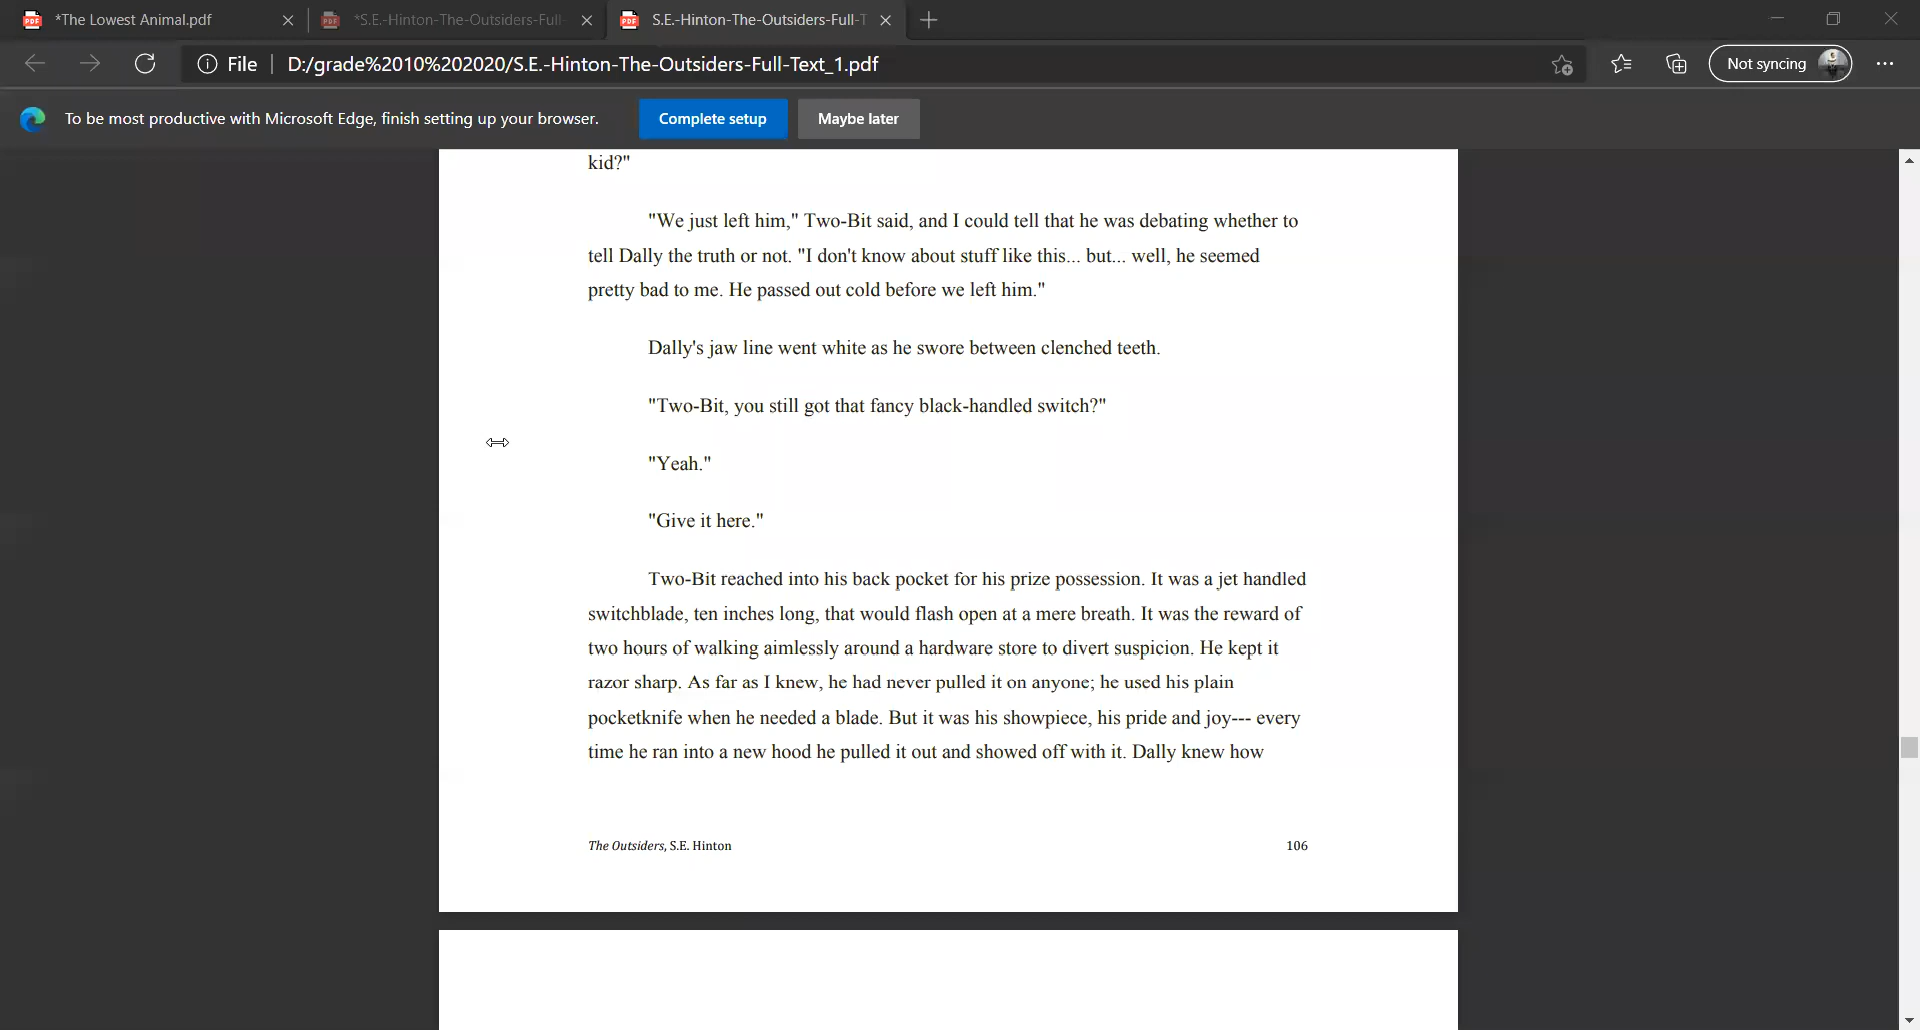 *The Lowest Animal.pdf
*S.E.-Hinton-The-Outsiders-Full-
S.E.-Hinton-The-Outsiders-Full-T
File
D:/grade%2010%202020/S.E.-Hinton-The-Outsiders-Full-Text_1.pdf
Not syncing
To be most productive with Microsoft Edge, finish setting up your browser.
Complete setup
Maybe later
kid?"
"We just left him," Two-Bit said, and I could tell that he was debating whether to
tell Dally the truth or not. "I don't know about stuff like this... but... well, he seemed
pretty bad to me. He passed out cold before we left him."
Dally's jaw line went white as he swore between clenched teeth.
"Two-Bit, you still got that fancy black-handled switch?"
"Yeah."
"Give it here."
Two-Bit reached into his back pocket for his prize possession. It was a jet handled
switchblade, ten inches long, that would flash open at a mere breath. It was the reward of
two hours of walking aimlessly around a hardware store to divert suspicion. He kept it
razor sharp. As far as I knew, he had never pulled it on anyone; he used his plain
pocketknife when he needed a blade. But it was his showpiece, his pride and joy--- every
time he ran into a new hood he pulled it out and showed off with it. Dally knew how
The Outsiders, S.E. Hinton
106